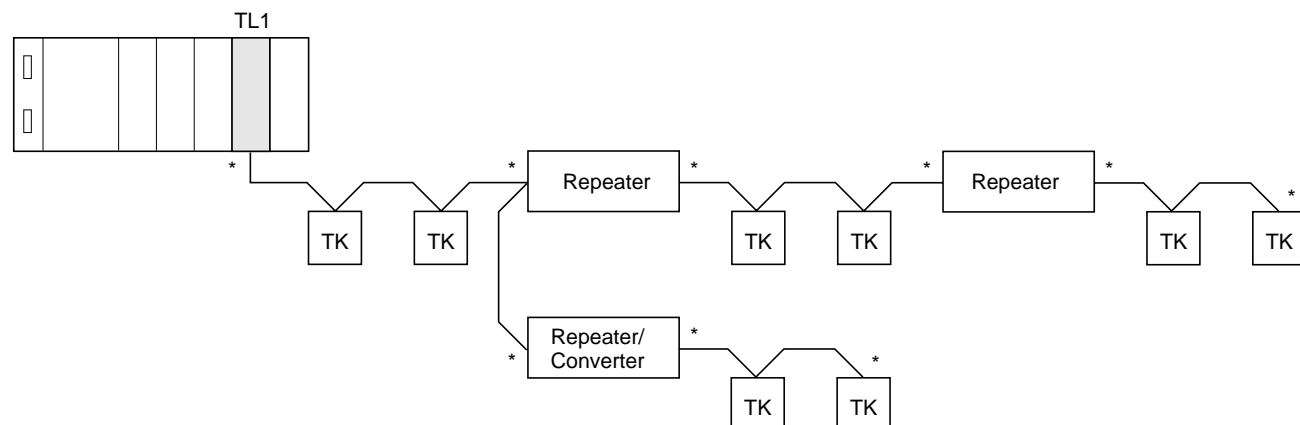 TL1
* * Repeater * * Repeater * *
TK TK TK TK TK TK
* Repeater/ * *
Converter
TK TK